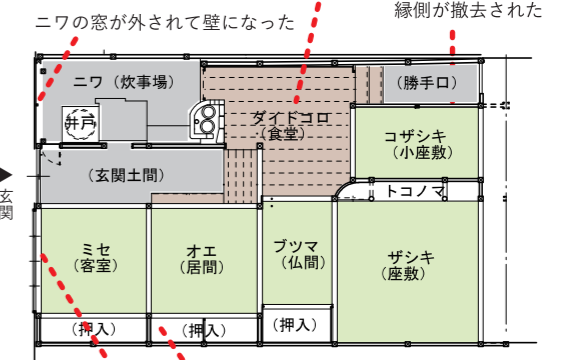 縁側が撤去された
ニワの窓が外されて壁になった
ニワ（炊事場）
（勝手口）
井戸
ダイドコロ
（食堂）
コザシキ
（小座敷）
（玄関土間）
トコノマ
玄関
ミセ
（客室）
オエ
（居間）
ブツマ
（仏間）
ザシキ
（座敷）
（押入）
（押入）
（押入）